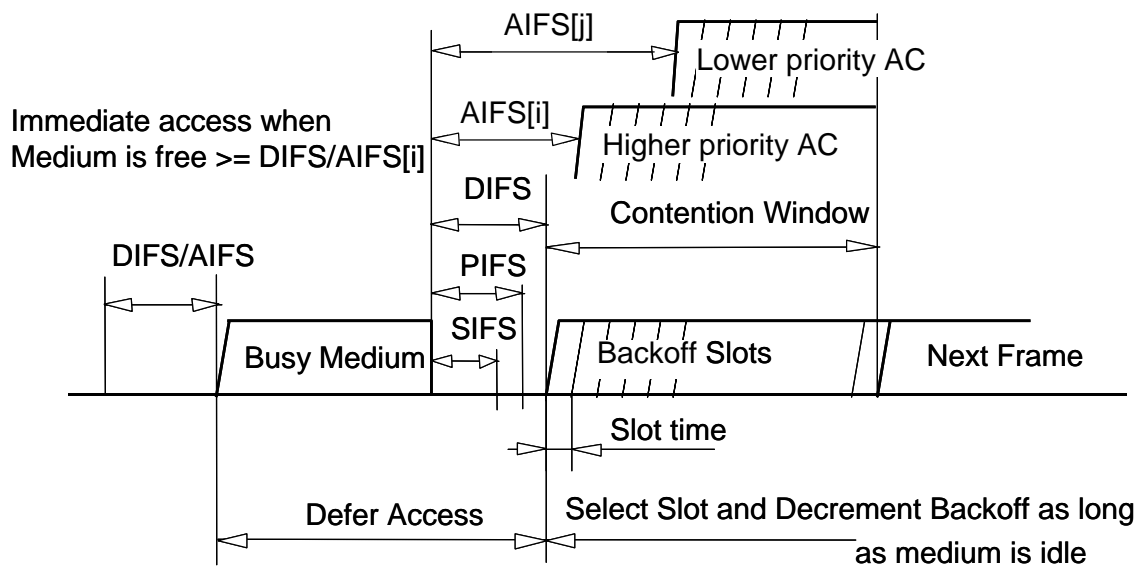 AIFS[j]
Lower priority AC
AIFS[i]
Immediate access when
Medium is free >= DIFS/AIFS[i]
Higher priority AC
DIFS
Contention Window
DIFS/AIFS
PIFS
SIFS
Busy Medium
Backoff Slots
Next Frame
Slot time
Defer Access
Select Slot and Decrement Backoff as long
as medium is idle